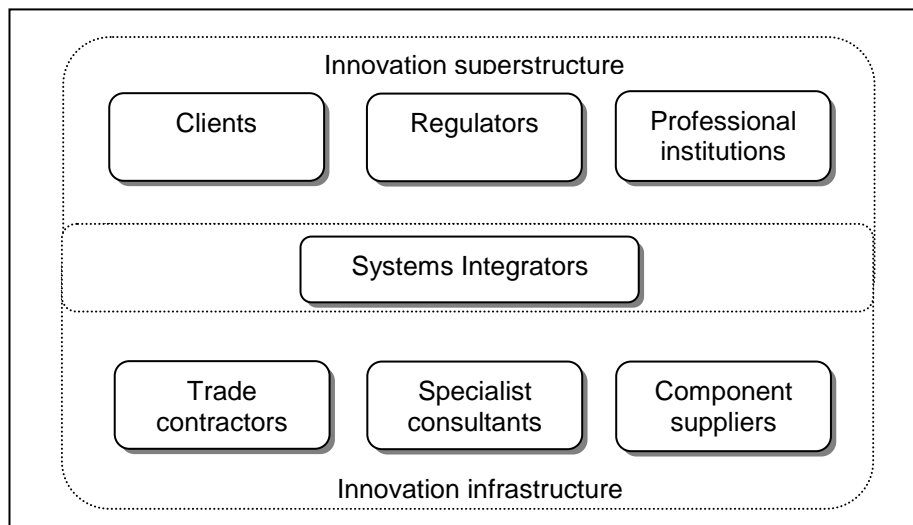 Innovation superstructure
Clients
Regulators
Professional
institutions
Systems Integrators
Trade
contractors
Specialist
consultants
Component
suppliers
Innovation infrastructure